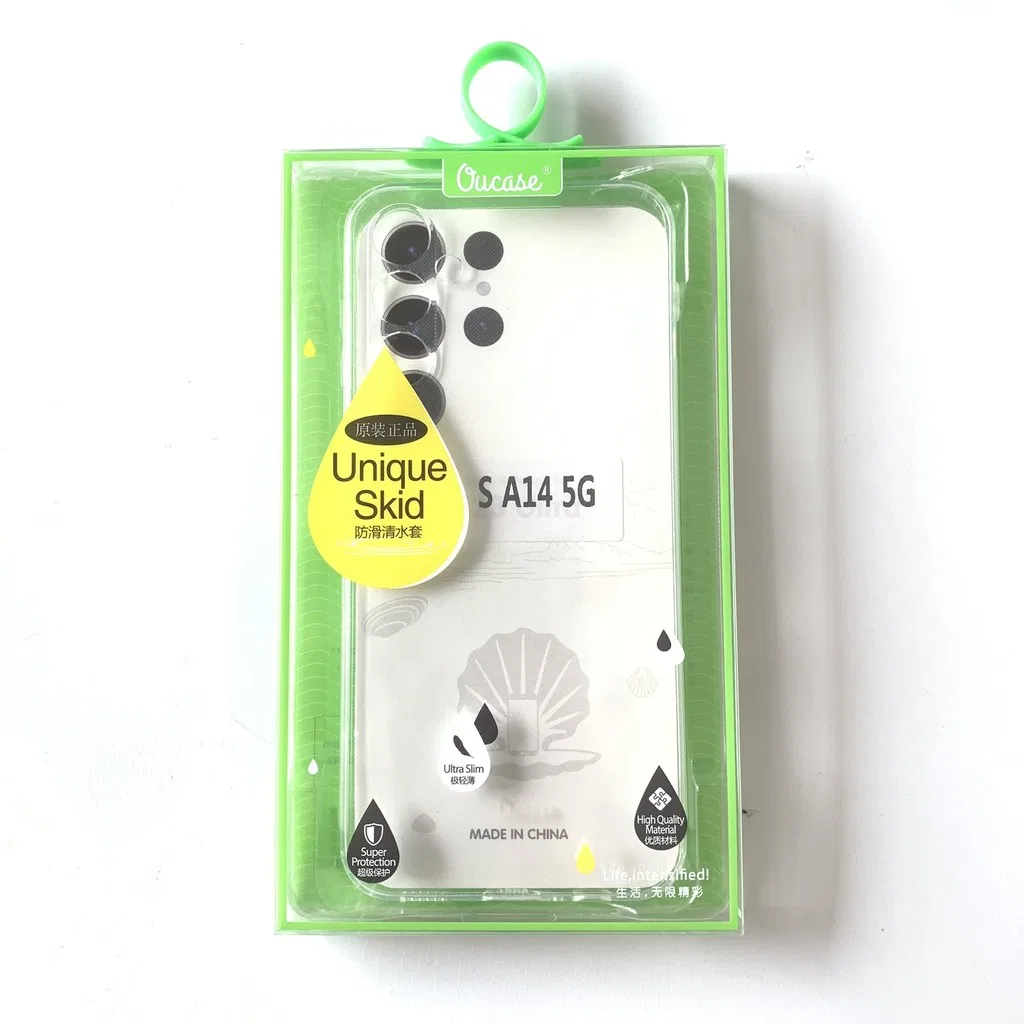 Oucase®
原装正品
Unique
Skid
防滑清水套
S A14 5G
Ultra Slim
极轻薄
MADE IN CHINA
Super
Protection
超级保护
High Quality
Material
优质材料
Life,intensified!
生活,无限精彩